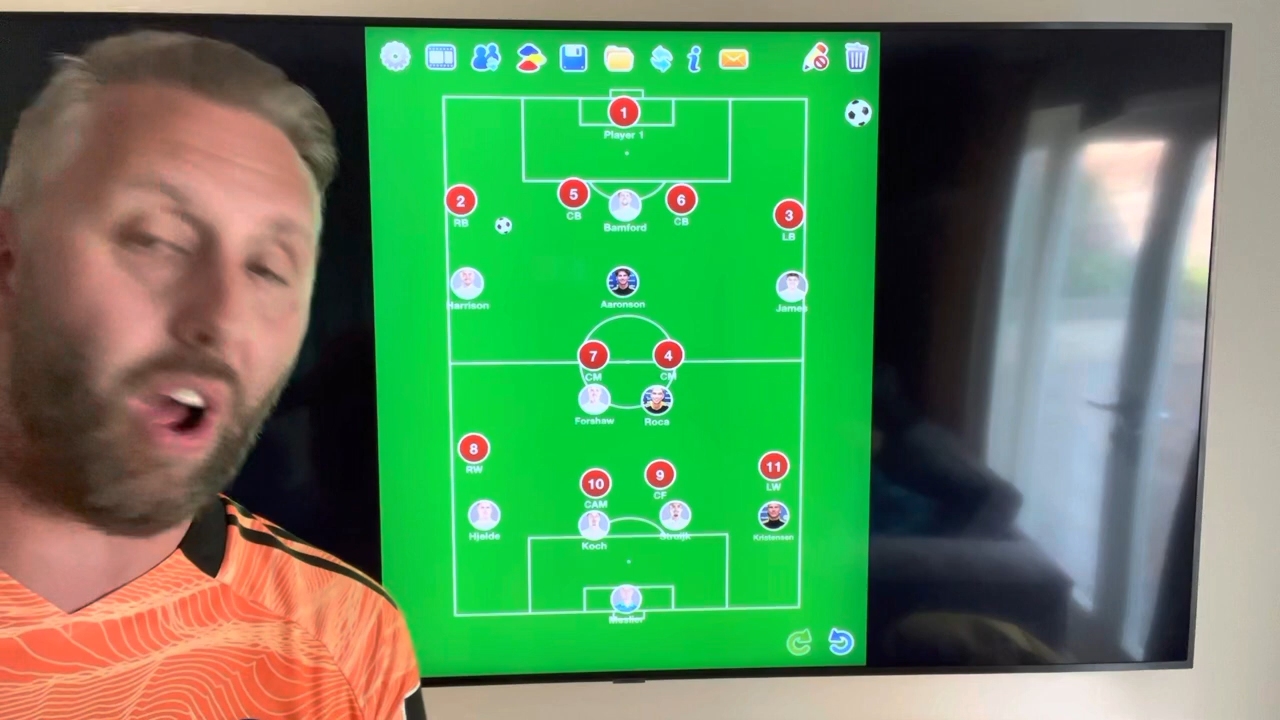 1
Player 1
2
RB
5
CB
Bamford
6
CB
3
LB
Harrison
Aaronson
James
7
CM
4
CM
Forshaw
Roca
8
RW
10
CAM
9
CF
11
LW
Hjelde
Koch
Struijk
Kristensen
Meslier